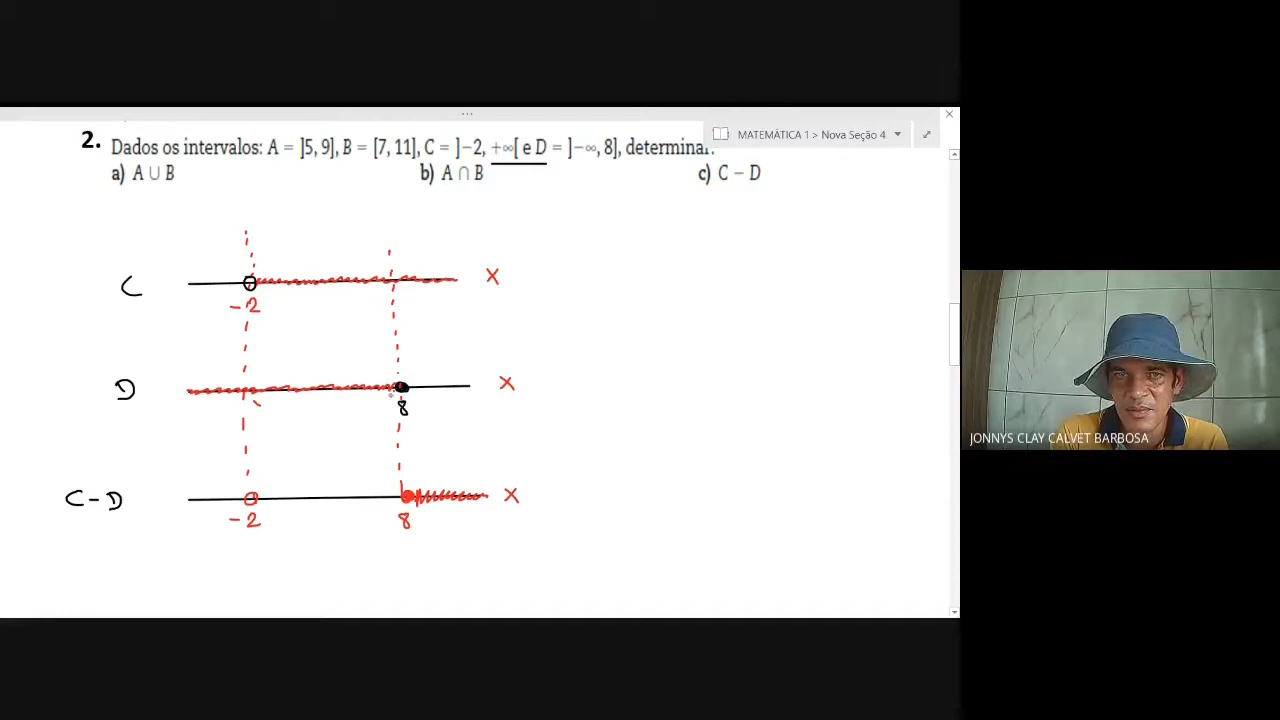 MATEMÁTICA 1 > Nova Seção 4
2. Dados os intervalos: A = ]5, 9], B = [7, 11], C = ]−2, +∞[ e D = ]−∞, 8], determinar:
a) A ∪ B b) A ∩ B c) C − D
C X
-2
D X
8
C-D X
-2 8
JONNYS CLAY CALVET BARBOSA